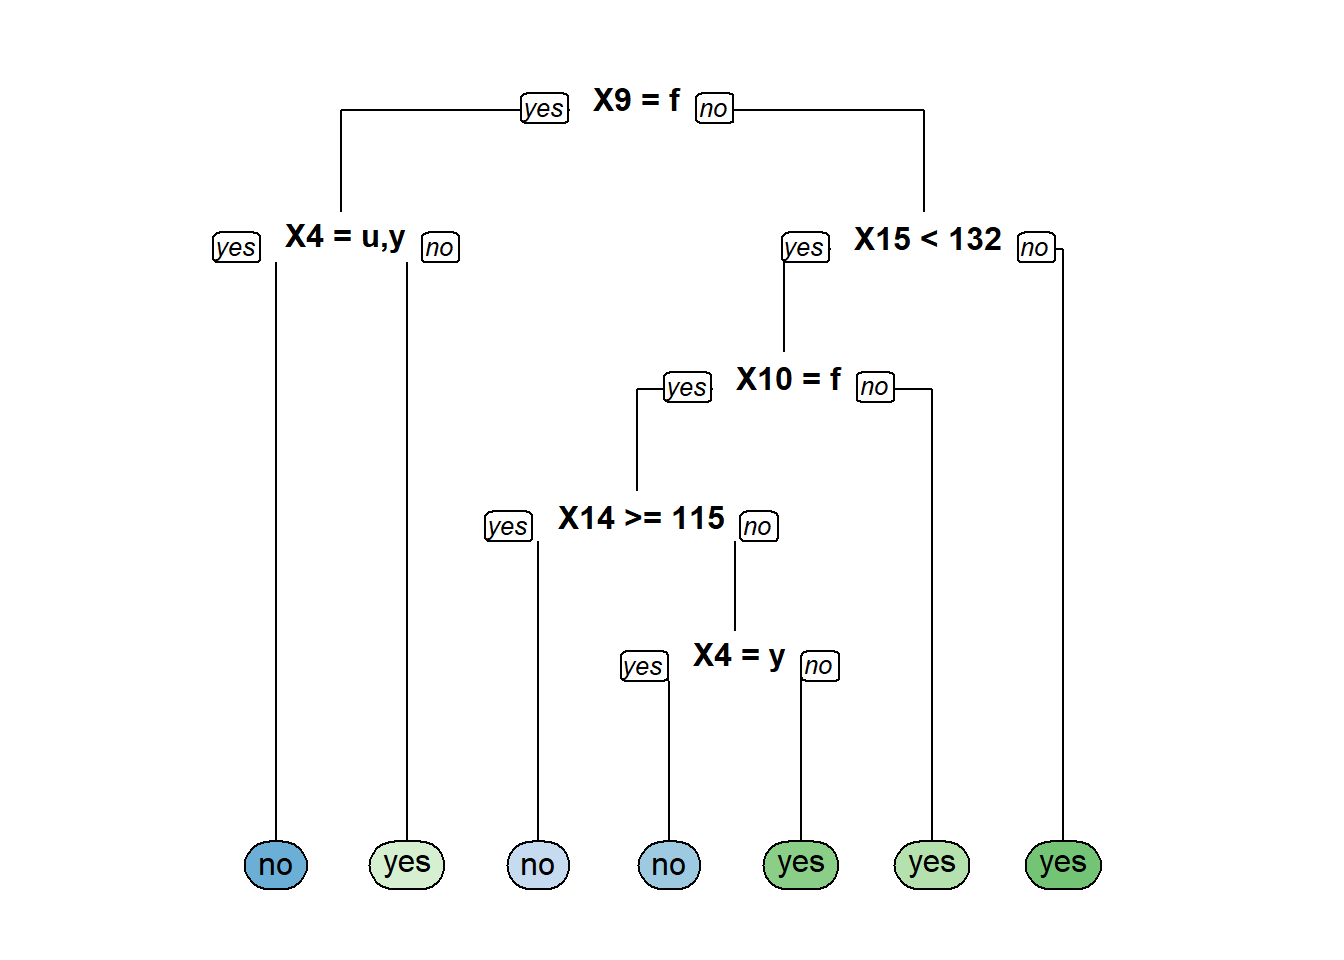 yes X9 = f no
yes X4 = u,y no
yes X15 < 132 no
yes X10 = f no
yes X14 >= 115 no
yes X4 = y no
no yes no no yes yes yes